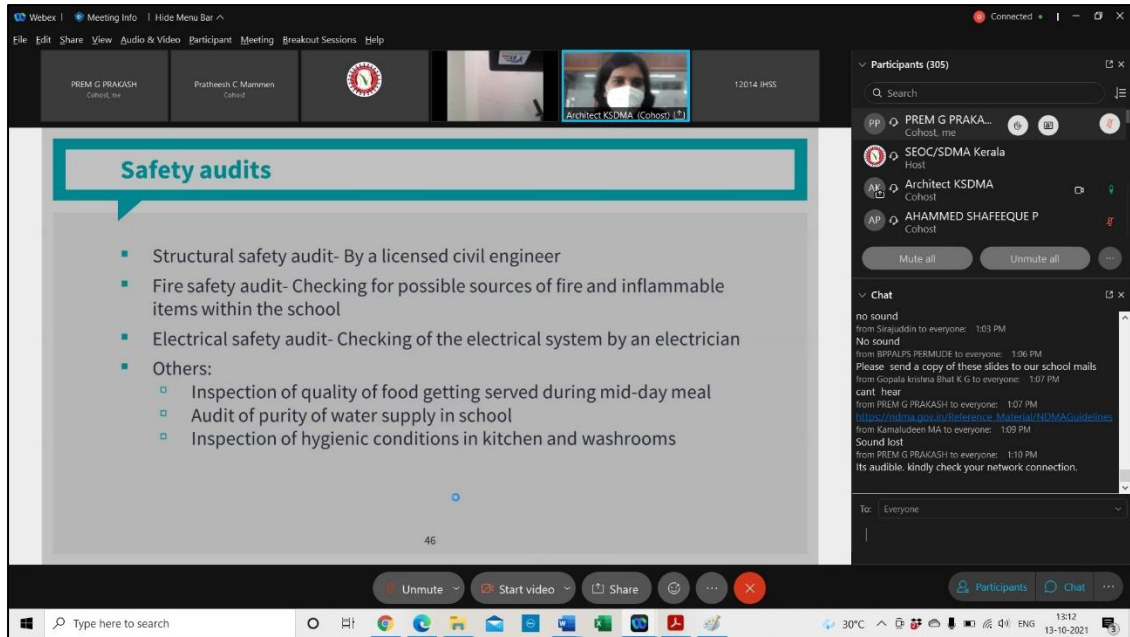 Webex
Meeting Info
Hide Menu Bar
Connected
File Edit Share View Audio & Video Participant Meeting Breakout Sessions Help
PREM G PRAKASH
Cohost, me
Pratheesh C Mammen
Cohost
Architect KSDMA (Cohost)
12014 IHSS
Safety audits
Structural safety audit- By a licensed civil engineer
Fire safety audit- Checking for possible sources of fire and inflammable
items within the school
Electrical safety audit- Checking of the electrical system by an electrician
Others:
Inspection of quality of food getting served during mid-day meal
Audit of purity of water supply in school
Inspection of hygienic conditions in kitchen and washrooms
46
Participants (305)
Search
PP
PREM G PRAKA...
Cohost, me
SEOC/SDMA Kerala
Host
AK
Architect KSDMA
Cohost
AP
AHAMMED SHAFEEQUE P
Cohost
Mute all
Unmute all
Chat
no sound
from Sirajuddin to everyone: 1:03 PM
No sound
from BPPALPS PERMUDE to everyone: 1:06 PM
Please send a copy of these slides to our school mails
from Gopala krishna Bhat K G to everyone: 1:07 PM
cant hear
from PREM G PRAKASH to everyone: 1:07 PM
https://ndma.gov.in/Reference_Material/NDMAGuidelines
from Kamaludeen MA to everyone: 1:09 PM
Sound lost
from PREM G PRAKASH to everyone: 1:10 PM
Its audible. kindly check your network connection.
To: Everyone
Unmute
Start video
Share
Participants
Chat
Type here to search
30°C
ENG
13:12
13-10-2021